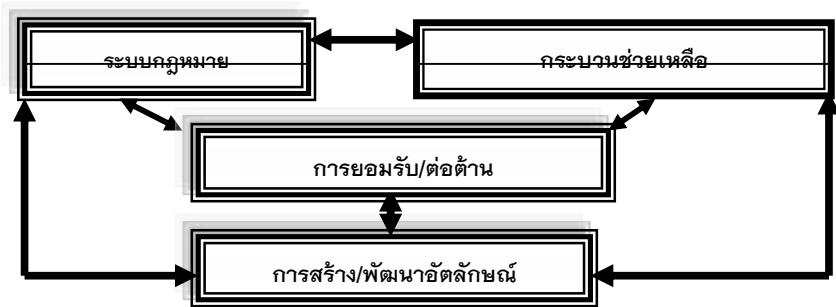 ระบบกฎหมาย
กระบวนช่วยเหลือ
การยอมรับ/ต่อต้าน
การสร้าง/พัฒนาอัตลักษณ์